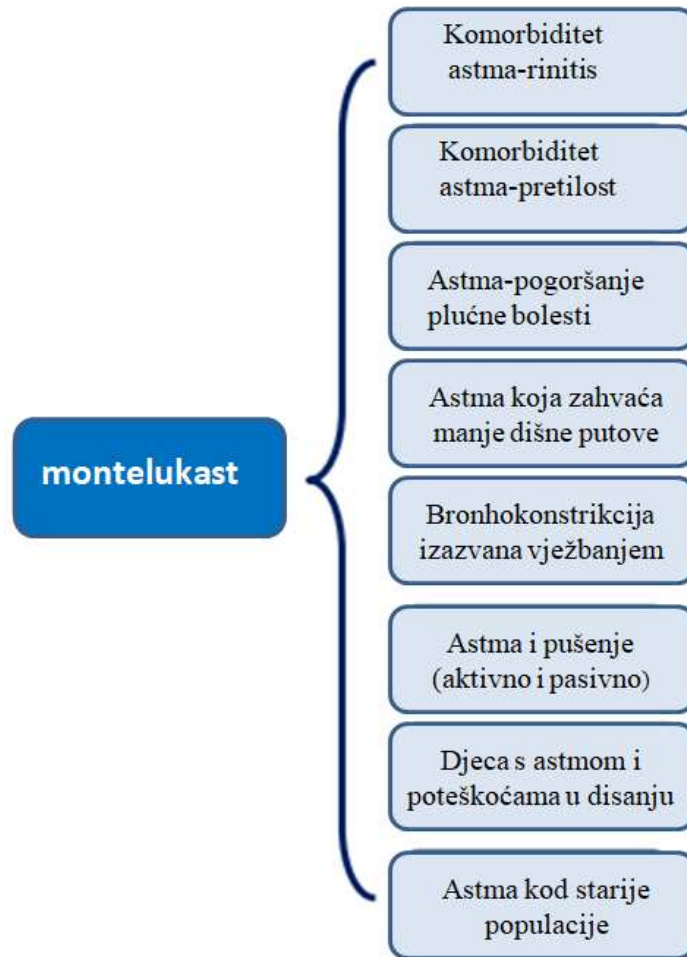 Komorbiditet
astma-rinitis
Komorbiditet
astma-pretilost
Astma-pogoršanje
plućne bolesti
Astma koja zahvaća
manje dišne putove
montelukast
Bronhokonstrikcija
izazvana vježbanjem
Astma i pušenje
(aktivno i pasivno)
Djeca s astmom i
poteškoćama u disanju
Astma kod starije
populacije